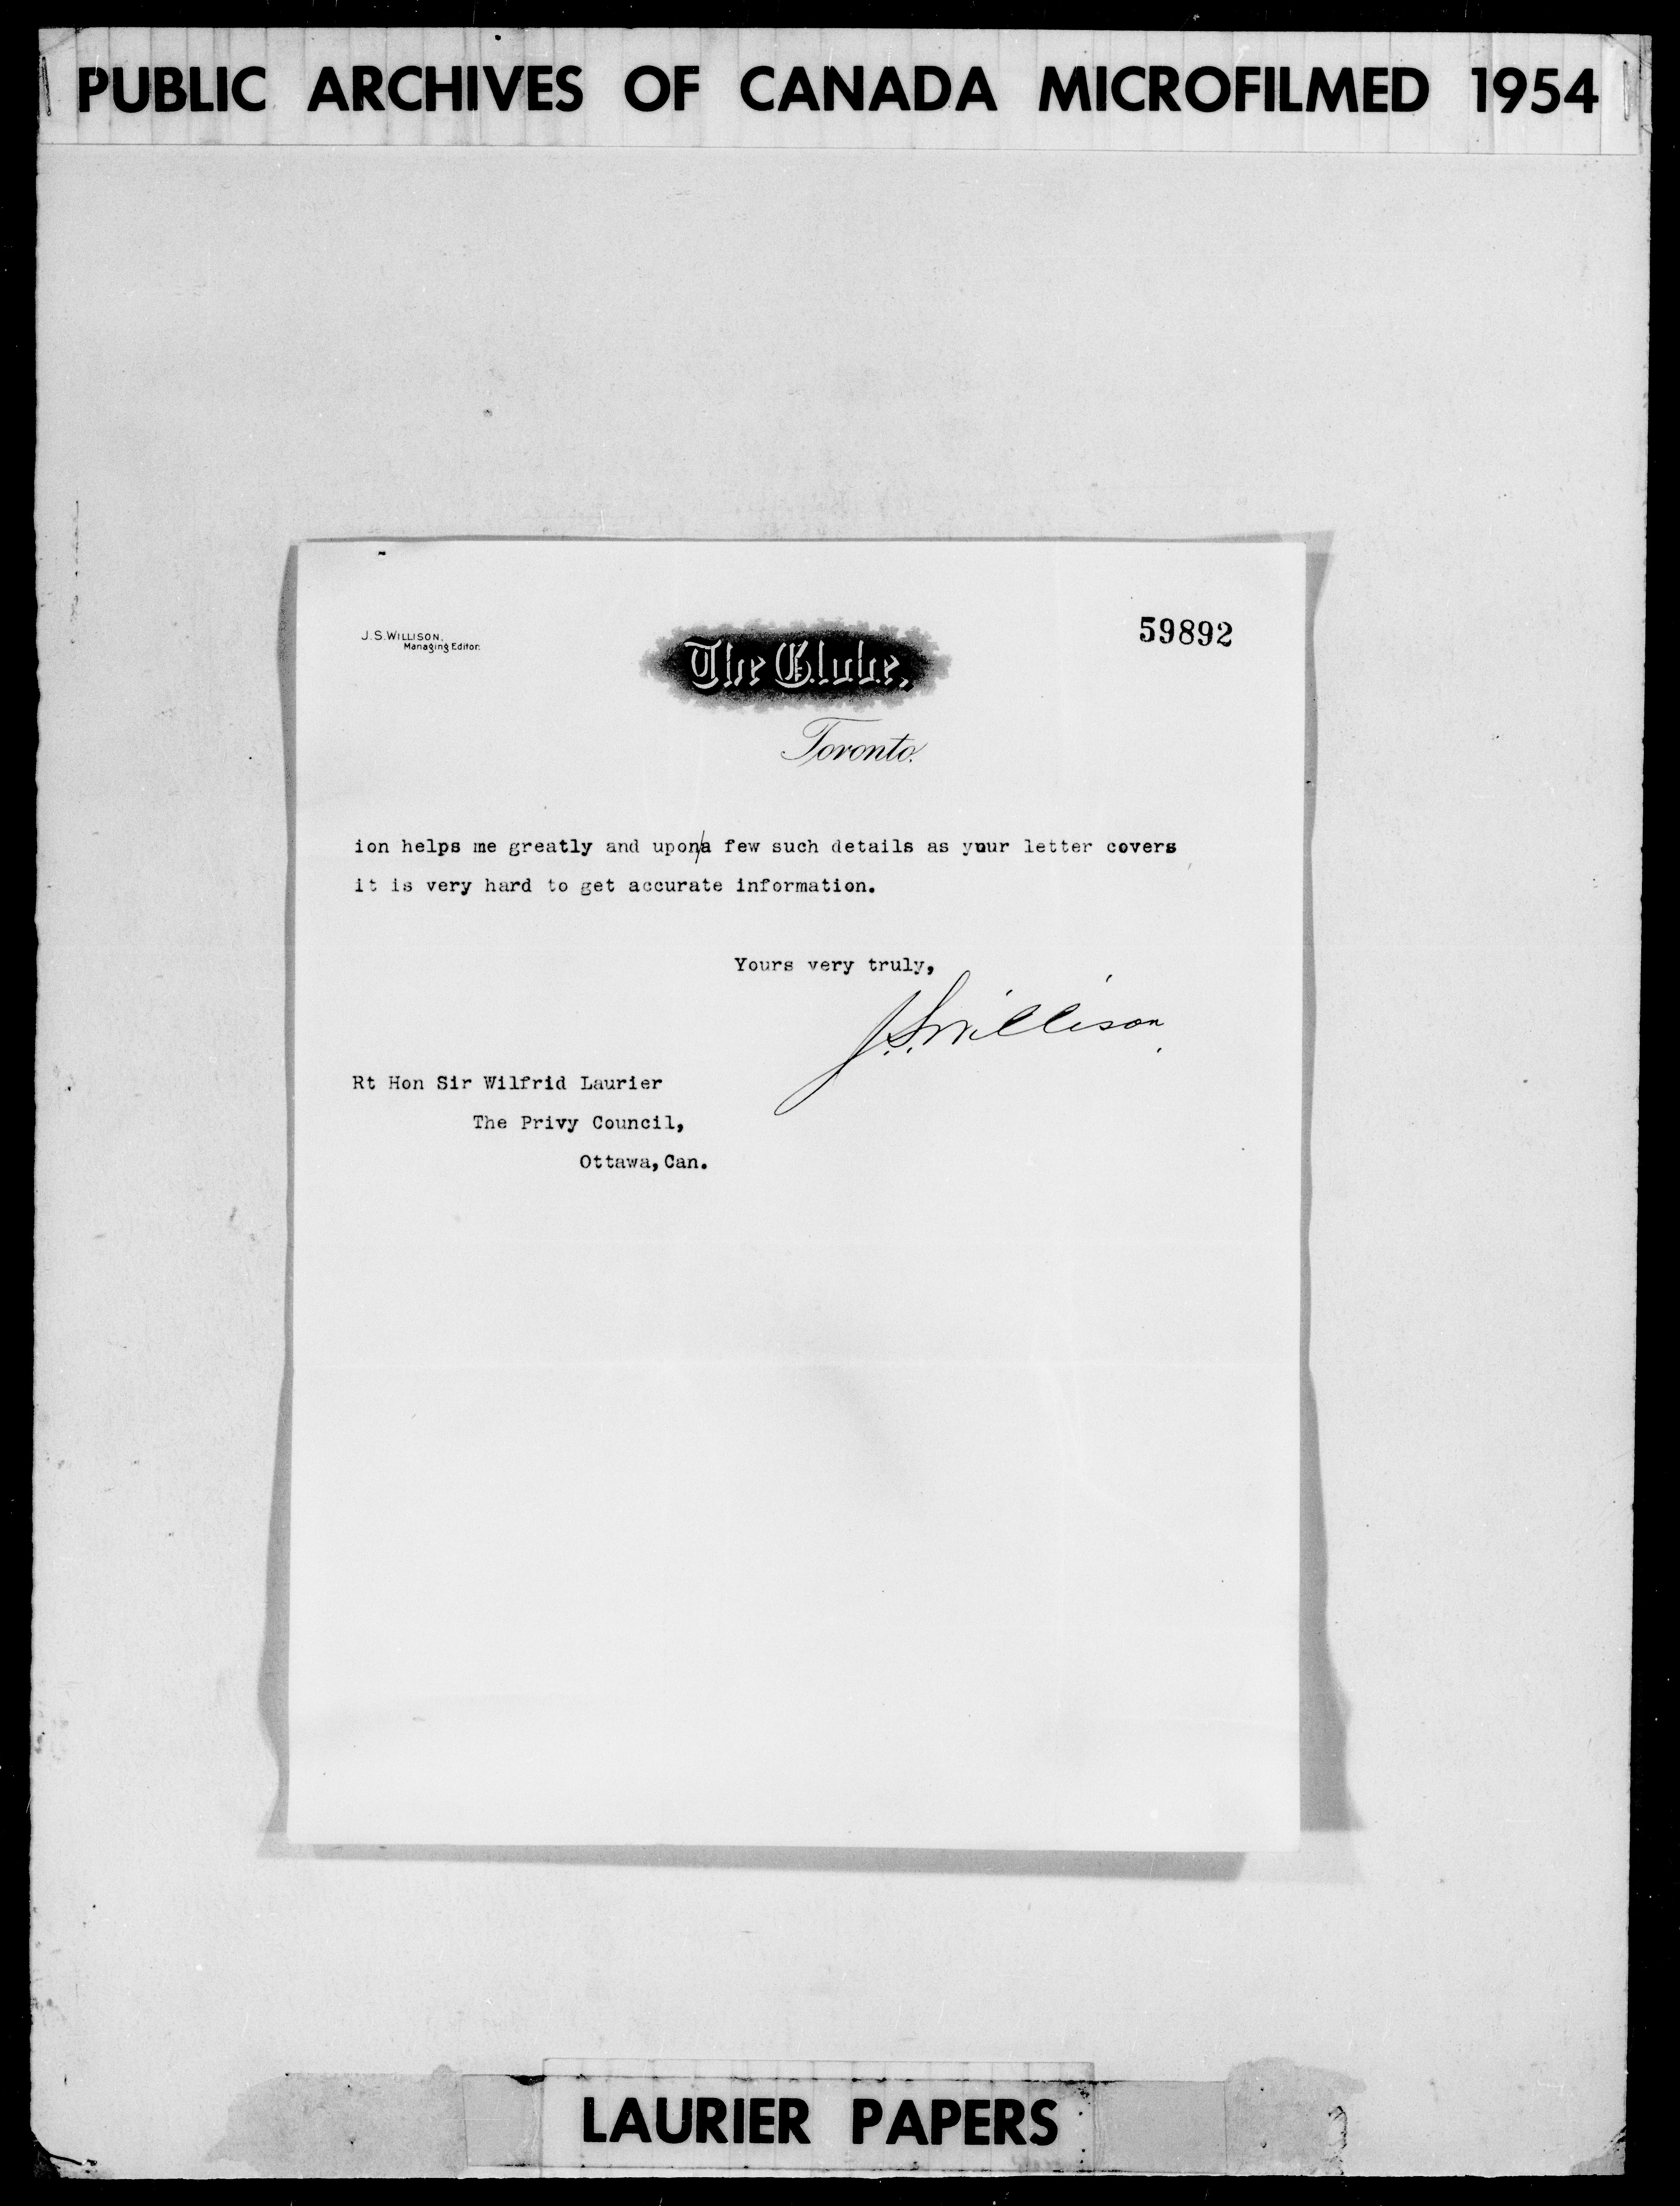 PUBLIC ARCHIVES OF CANADA MICROFILMED 1954
J.S. WILLISON,
Managing Editor.
59892
The Globe,
Toronto.
ion helps me greatly and upon/a few such details as your letter covers
it is very hard to get accurate information.
Yours very truly,
J.S. Willison.
Rt Hon Sir Wilfrid Laurier
The Privy Council,
Ottawa, Can.
LAURIER PAPERS